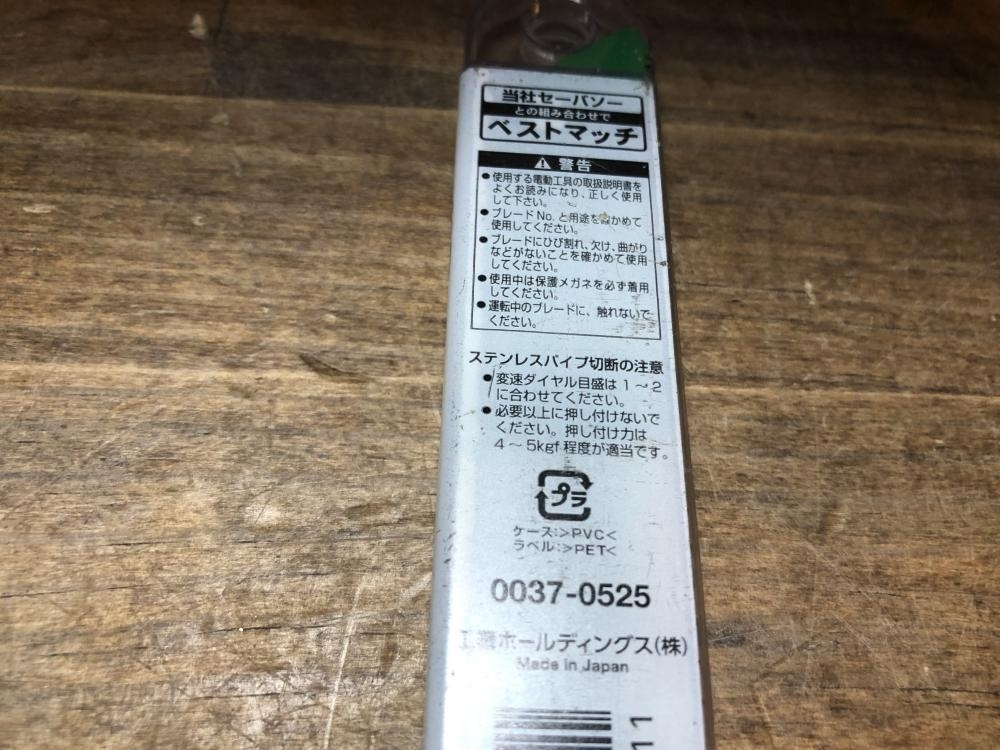 当社セーバソー
との組み合わせで
ベストマッチ
警告
●使用する電動工具の取扱説明書を
よくお読みになり、正しく使用
して下さい。
●ブレード No. と用途を確かめて
使用してください。
●ブレードにひび割れ、欠け、曲がり
などがないことを確かめて使用
してください。
●使用中は保護メガネを必ず着用
してください。
●運転中のブレードに、触れないで
ください。
ステンレスパイプ切断の注意
●変速ダイヤル目盛は1～2
に合わせてください。
●必要以上に押し付けないで
ください。押し付け力は
4～5kgf程度が適当です。
プラ
ケース:>PVC<
ラベル:>PET<
0037-0525
工機ホールディングス(株)
Made in Japan
11